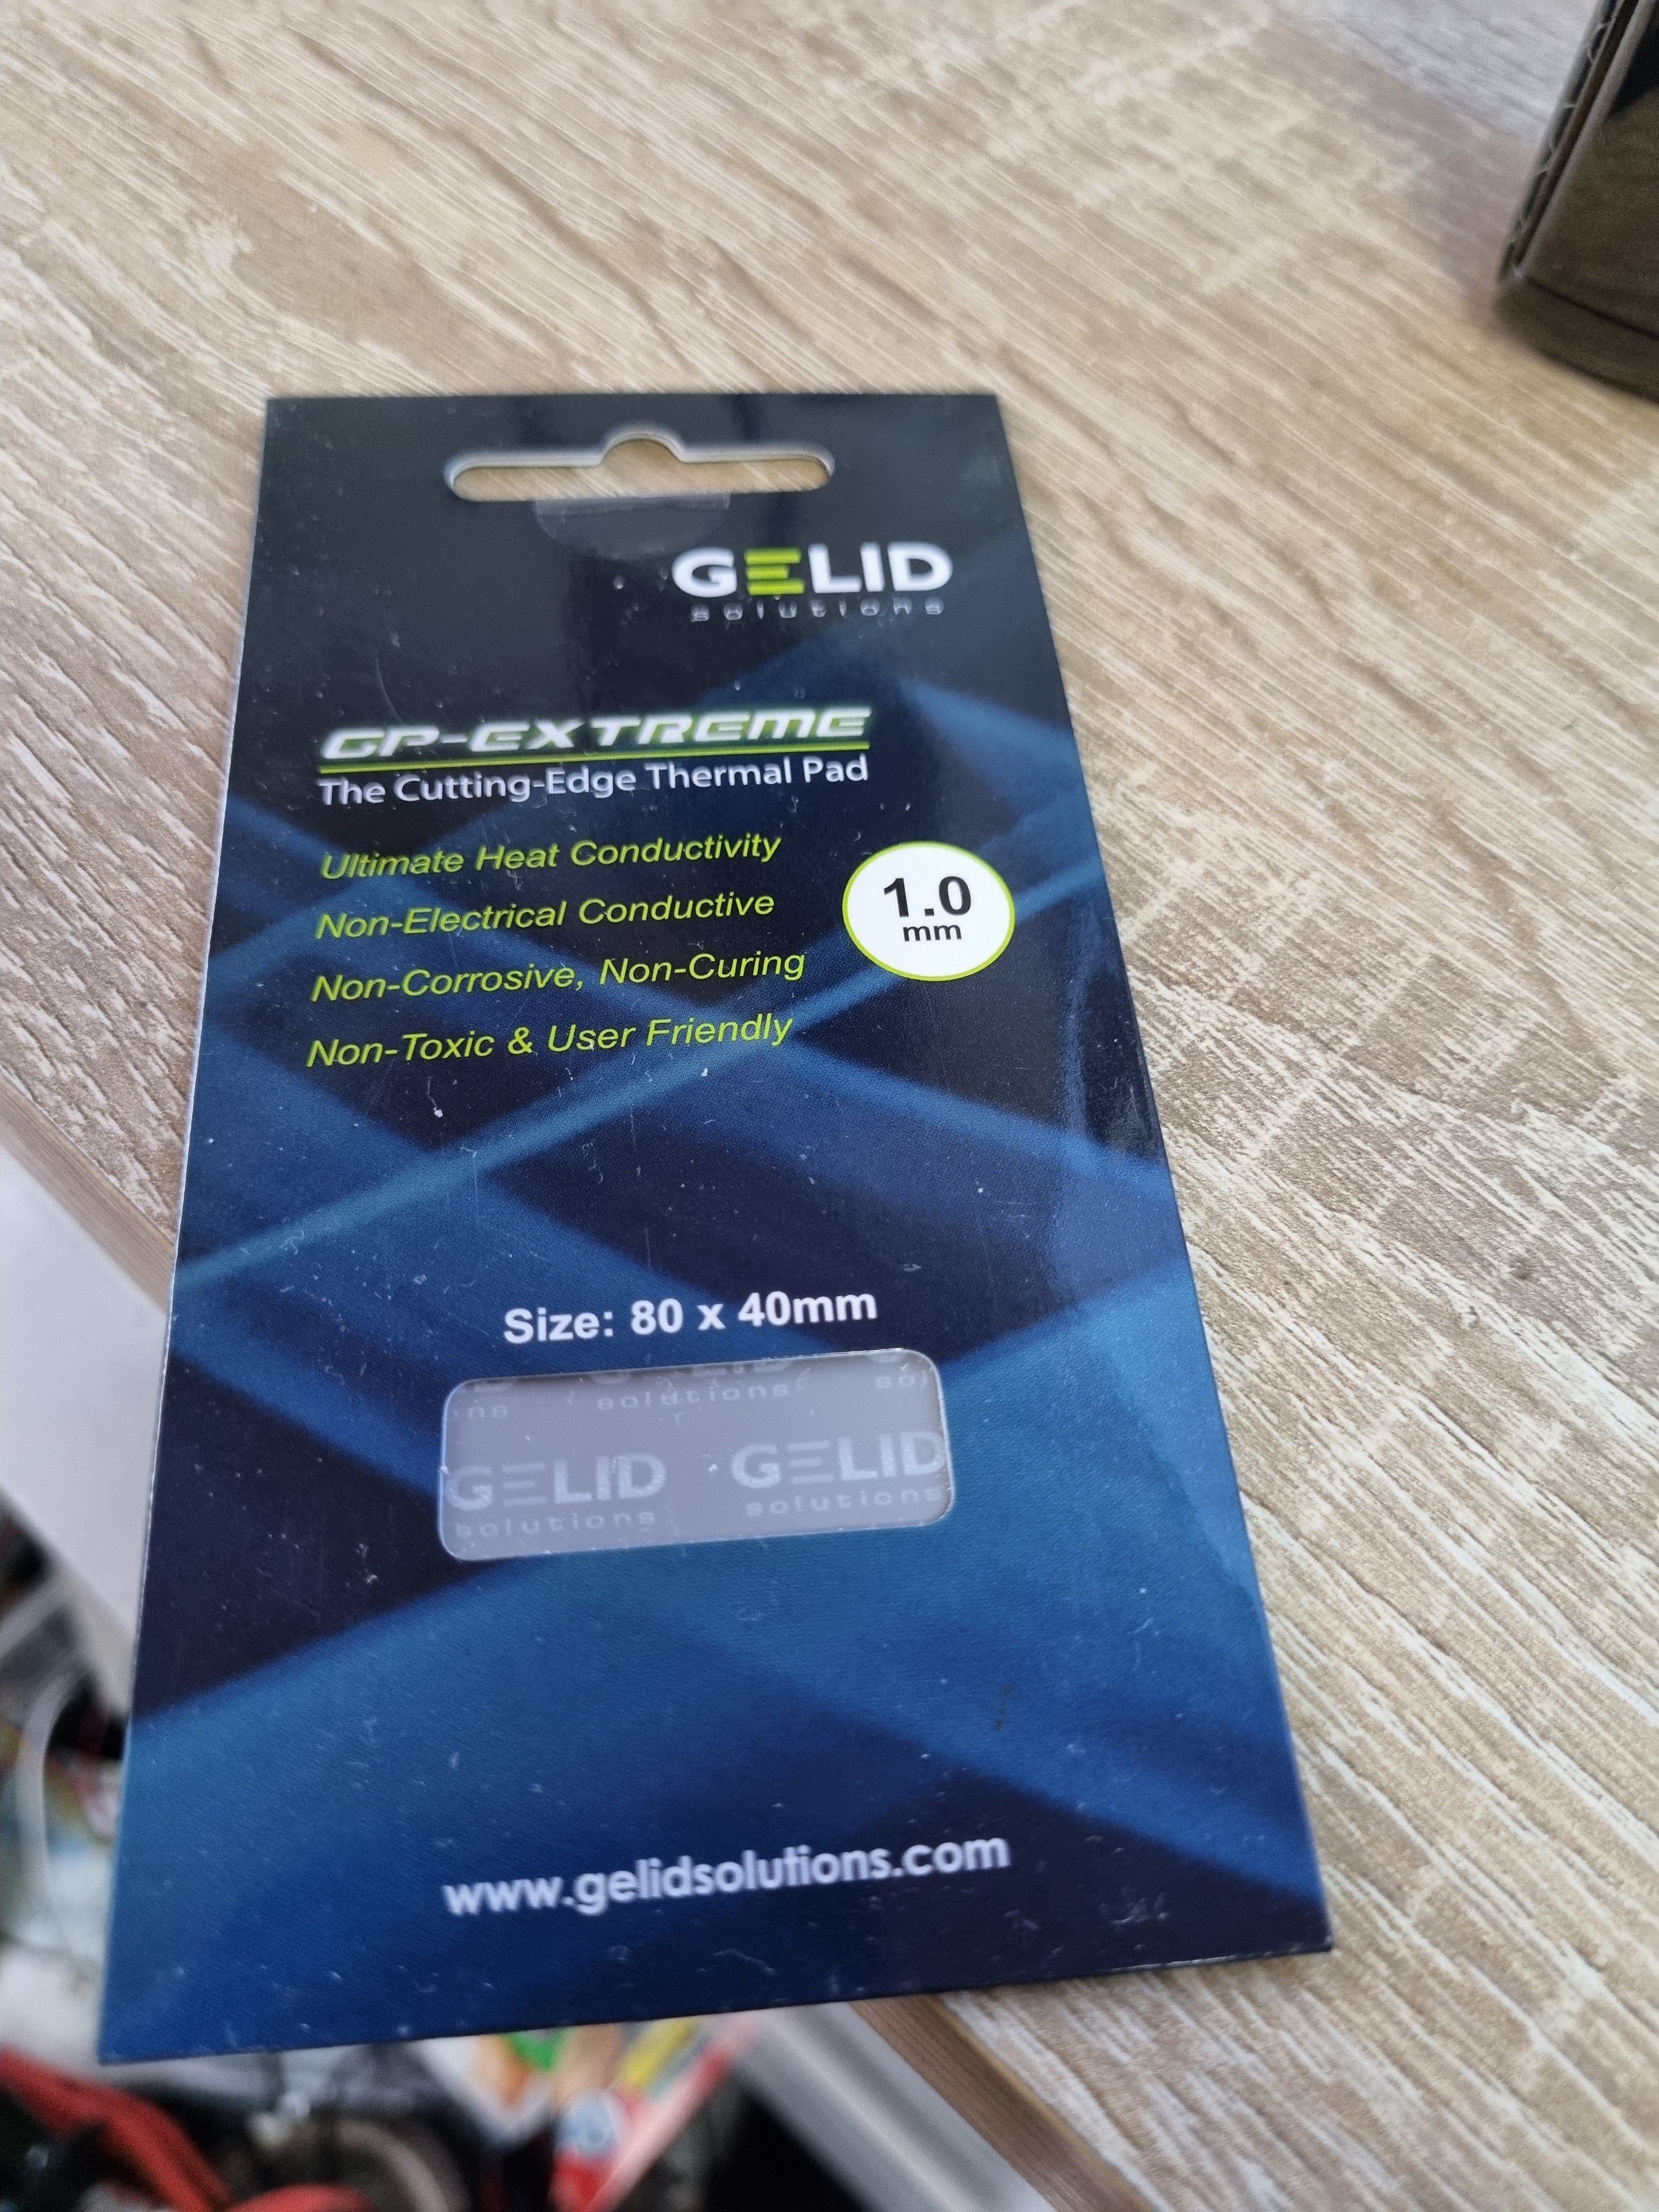 GELID
solutions
GP-EXTREME
The Cutting-Edge Thermal Pad
Ultimate Heat Conductivity
Non-Electrical Conductive
Non-Corrosive, Non-Curing
Non-Toxic & User Friendly
1.0
mm
Size: 80 x 40mm
solutions
GELID GELID
solutions solutions
www.gelidsolutions.com